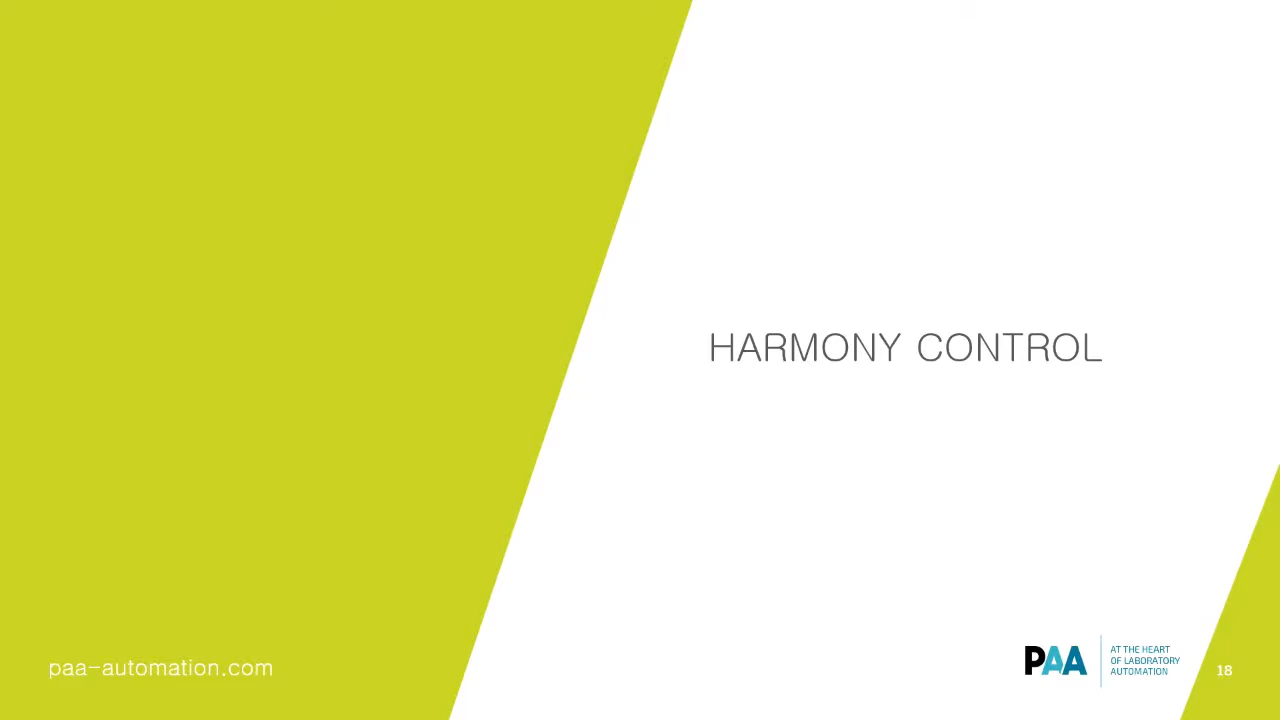 HARMONY CONTROL
paa-automation.com
PAA
AT THE HEART
OF LABORATORY
AUTOMATION
18